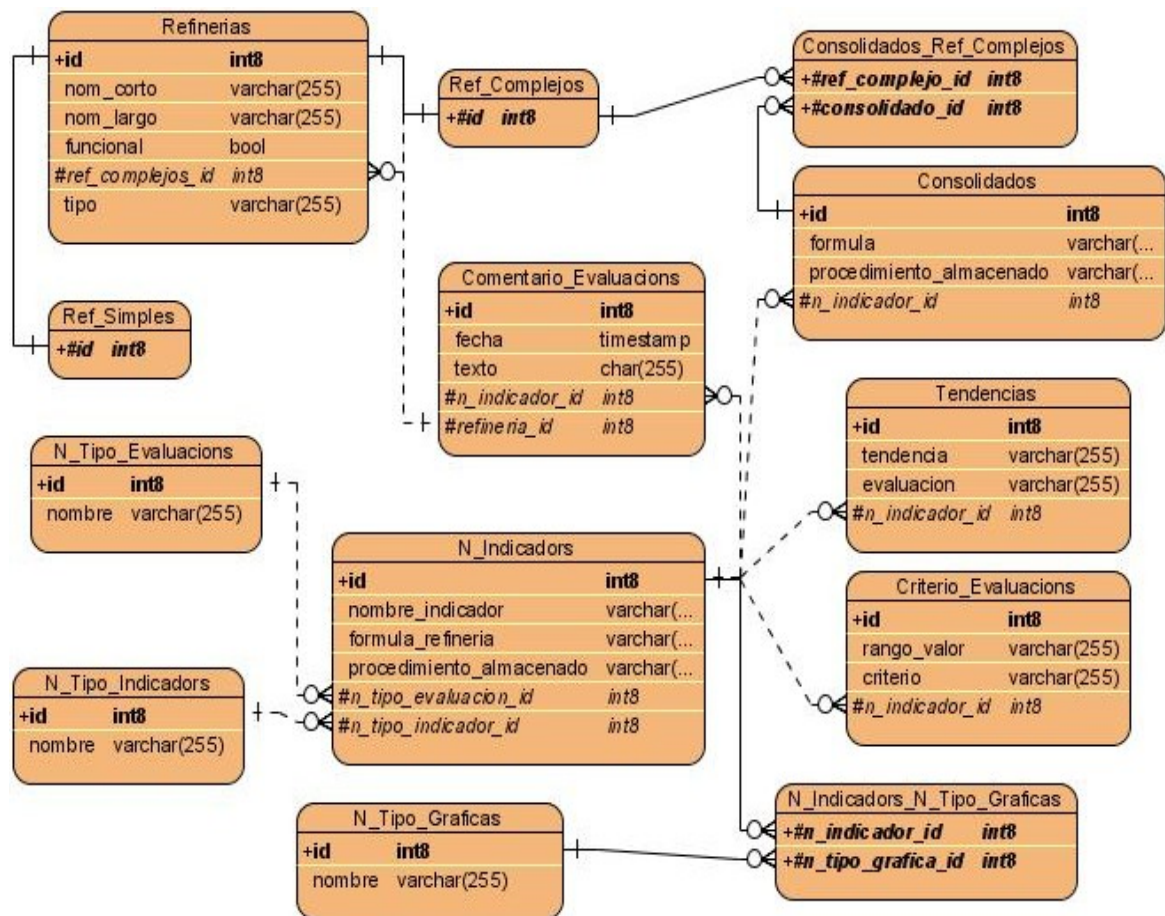 Refinerias
+id int8
nom_corto varchar(255)
nom_largo varchar(255)
funcional bool
#ref_complejos_id int8
tipo varchar(255)
Ref_Complejos
+#id int8
Consolidados_Ref_Complejos
+#ref_complejo_id int8
+#consolidado_id int8
Consolidados
+id int8
formula varchar(...
procedimiento_almacenado varchar(...
#n_indicador_id int8
Ref_Simples
+#id int8
Comentario_Evaluacions
+id int8
fecha timestamp
texto char(255)
#n_indicador_id int8
#refineria_id int8
Tendencias
+id int8
tendencia varchar(255)
evaluacion varchar(255)
#n_indicador_id int8
N_Tipo_Evaluacions
+id int8
nombre varchar(255)
N_Indicadors
+id int8
nombre_indicador varchar(...
formula_refineria varchar(...
procedimiento_almacenado varchar(...
#n_tipo_evaluacion_id int8
#n_tipo_indicador_id int8
Criterio_Evaluacions
+id int8
rango_valor varchar(255)
criterio varchar(255)
#n_indicador_id int8
N_Tipo_Indicadors
+id int8
nombre varchar(255)
N_Tipo_Graficas
+id int8
nombre varchar(255)
N_Indicadors_N_Tipo_Graficas
+#n_indicador_id int8
+#n_tipo_grafica_id int8